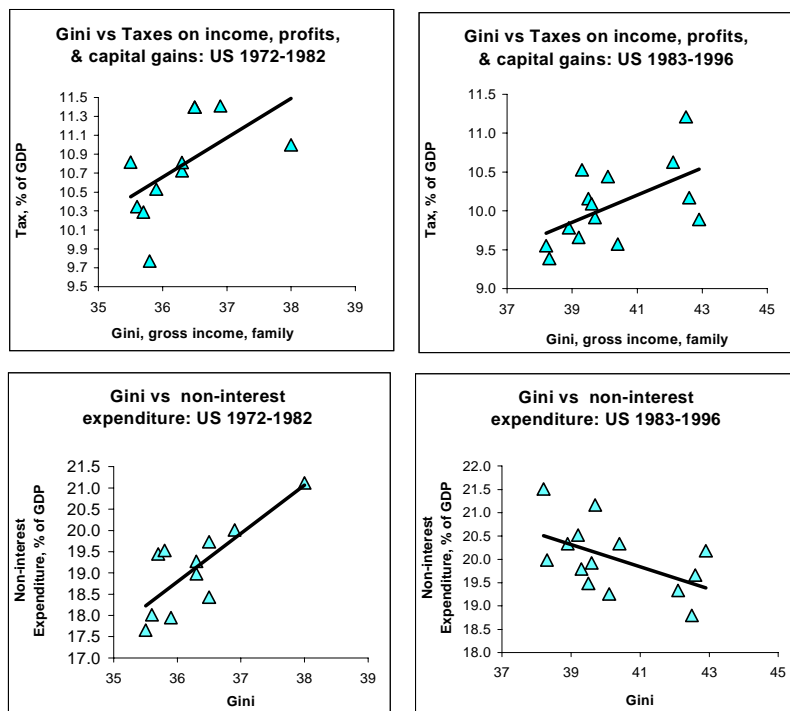 Gini vs Taxes on income, profits,
& capital gains: US 1972-1982
11.5
11.3
11.1
10.9
10.7
10.5
10.3
10.1
9.9
9.7
9.5
Tax, % of GDP
35 36 37 38 39
Gini, gross income, family
Gini vs Taxes on income, profits,
& capital gains: US 1983-1996
11.5
11.0
10.5
10.0
9.5
9.0
Tax, % of GDP
37 39 41 43 45
Gini, gross income, family
Gini vs non-interest
expenditure: US 1972-1982
21.5
21.0
20.5
20.0
19.5
19.0
18.5
18.0
17.5
17.0
Non-interest
Expenditure, % of GDP
35 36 37 38 39
Gini
Gini vs non-interest
expenditure: US 1983-1996
22.0
21.5
21.0
20.5
20.0
19.5
19.0
18.5
18.0
Non-interest
Expenditure, % of GDP
37 39 41 43 45
Gini